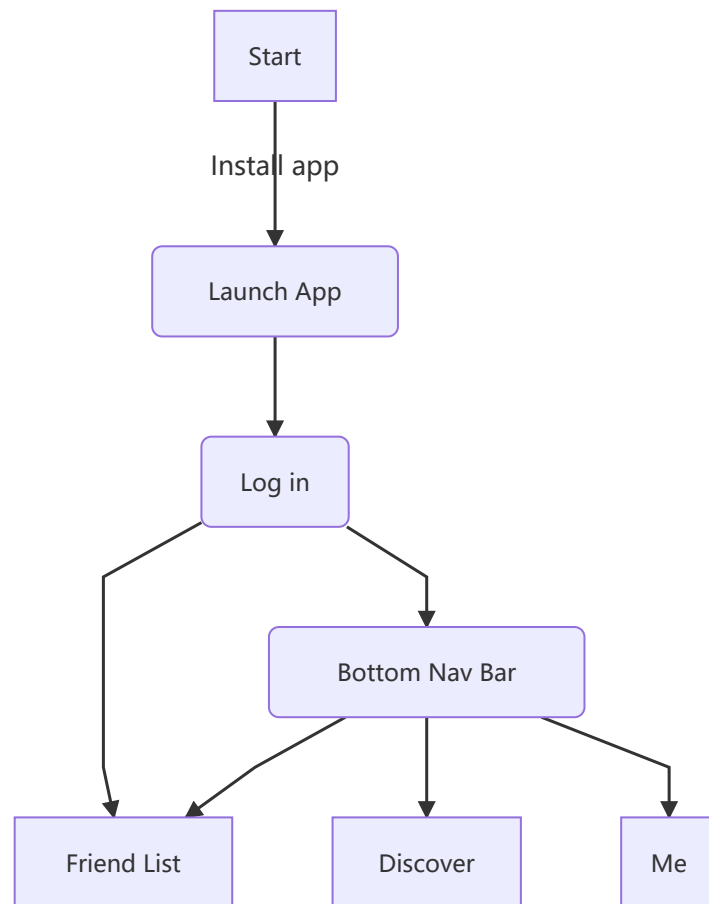 Start
Install app
Launch App
Log in
Bottom Nav Bar
Friend List
Discover
Me